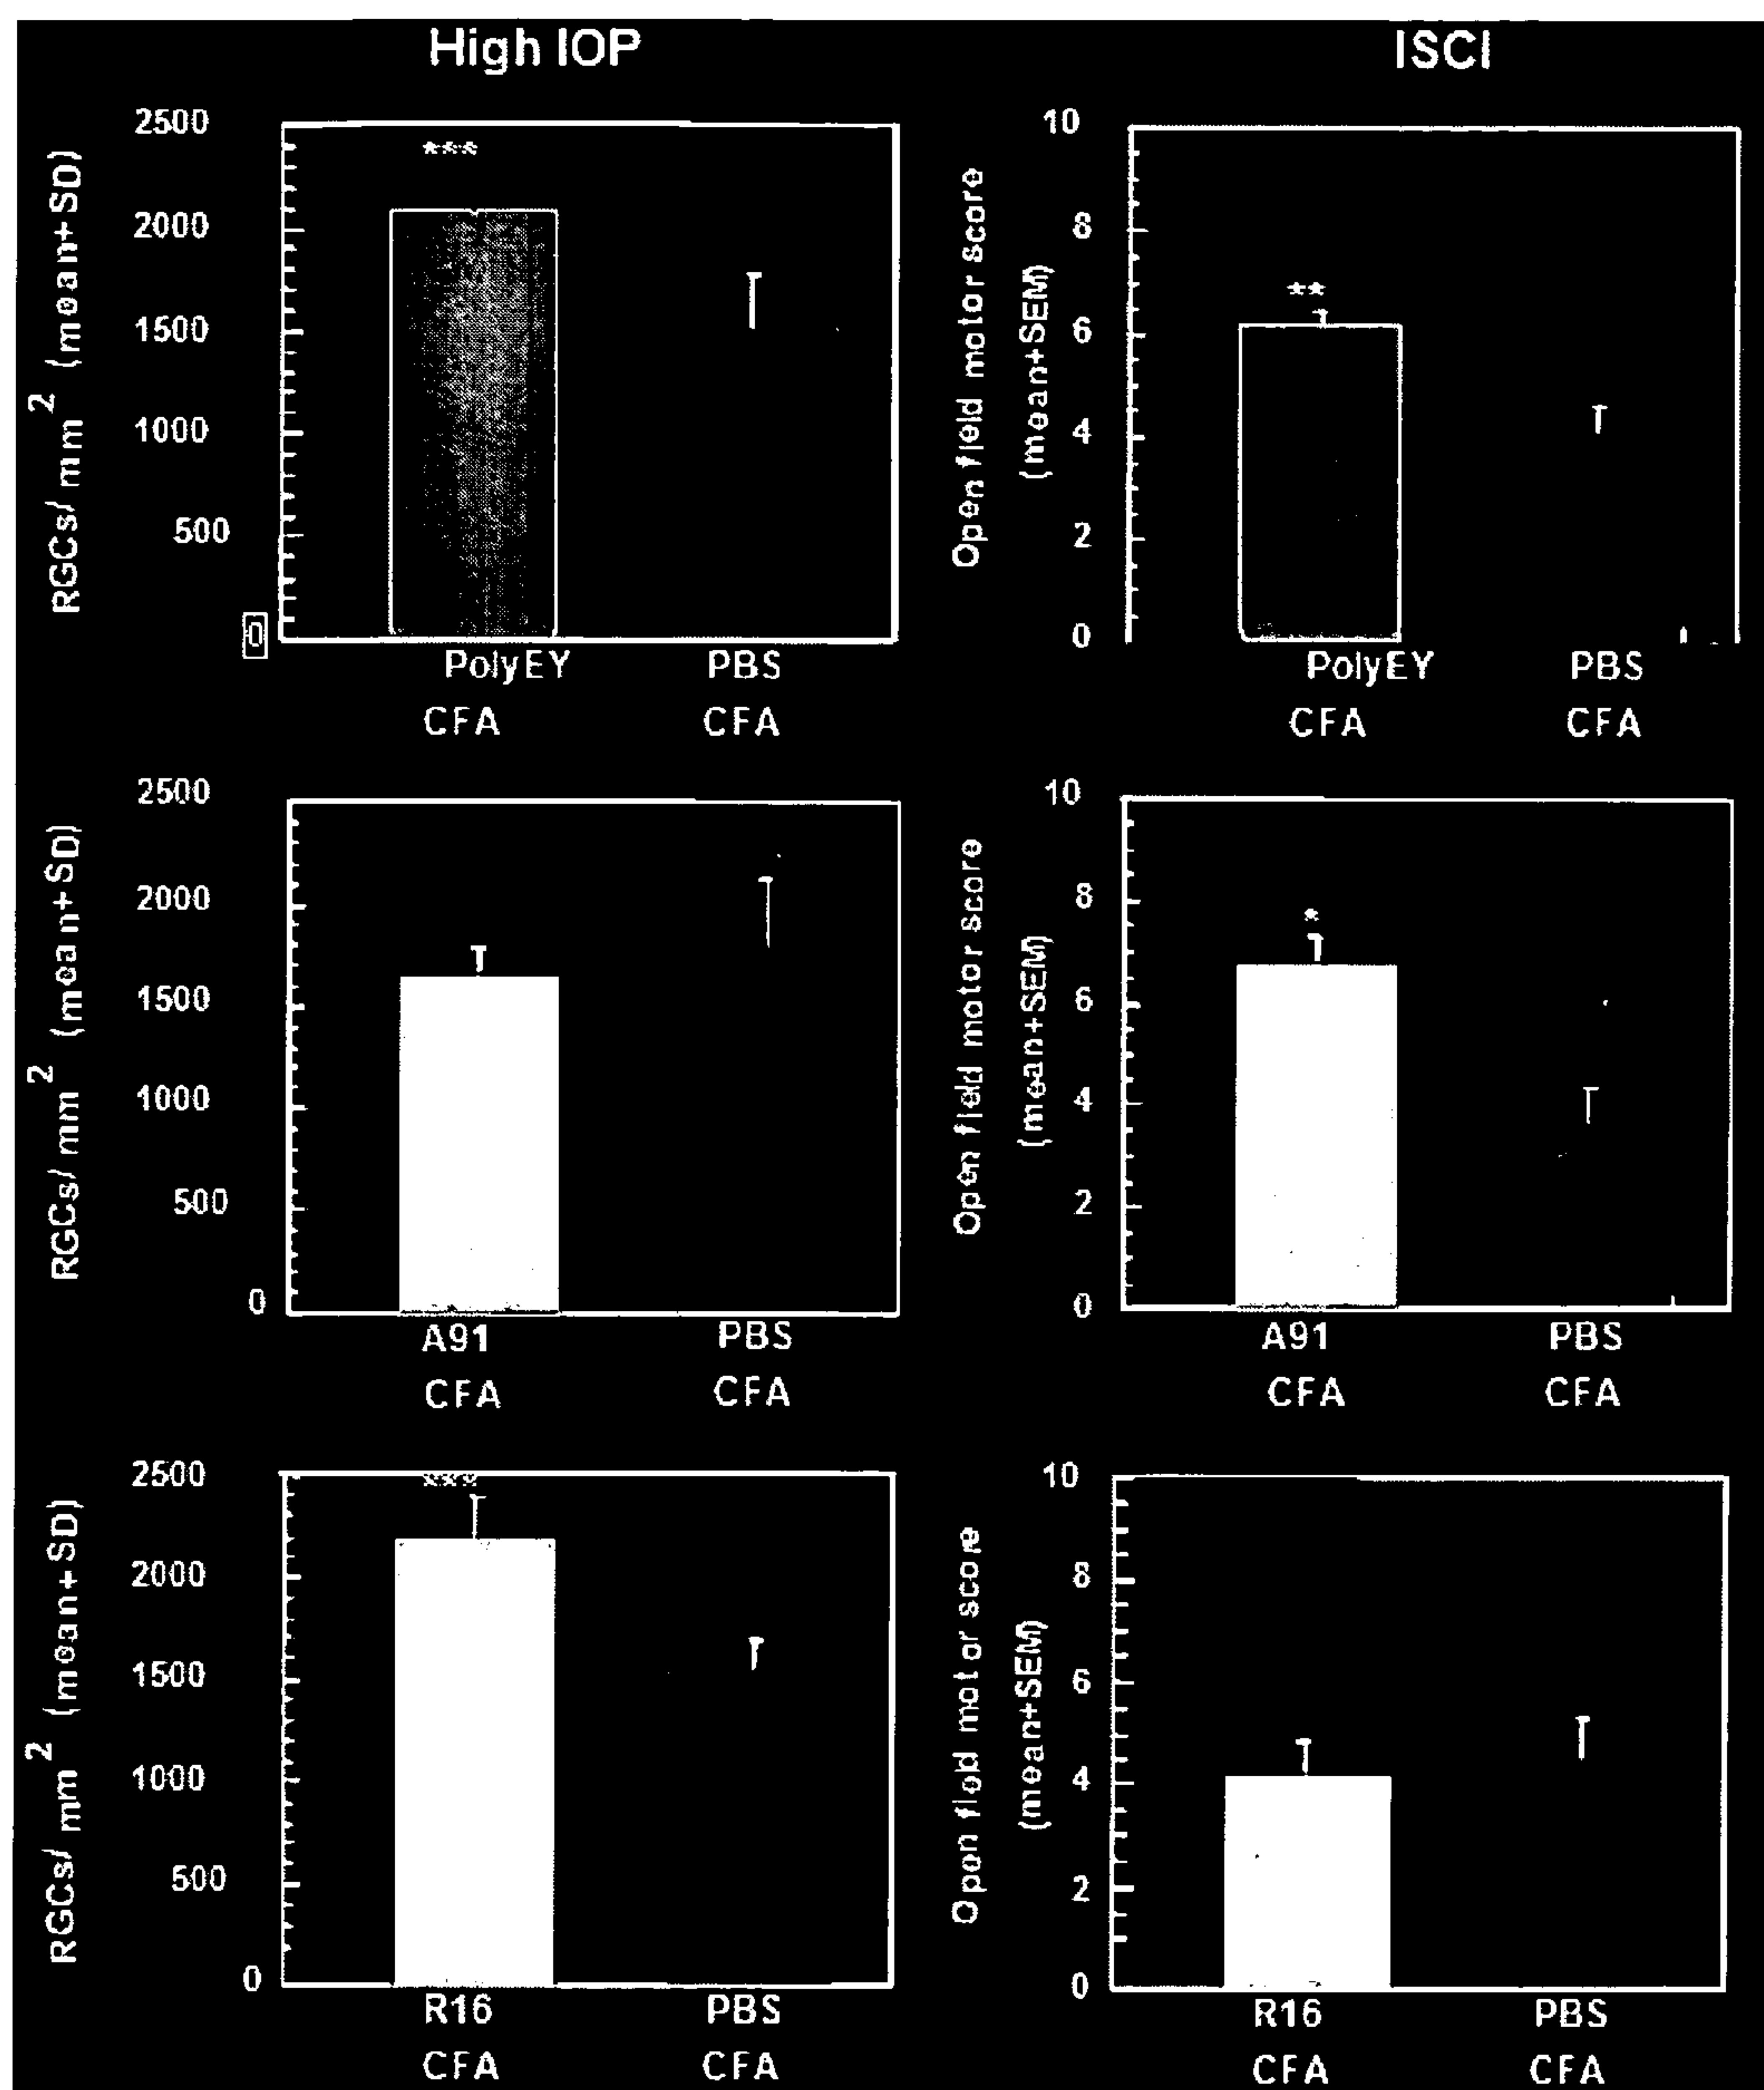 High IOP
ISCI
RGCs/mm² (mean+SD)
2500
2000
1500
1000
500
0
***
PolyEY
PBS
CFA
CFA
Open field motor score
(mean+SEM)
10
8
6
4
2
0
**
PolyEY
PBS
CFA
CFA
RGCs/mm² (mean+SD)
2500
2000
1500
1000
500
0
A91
PBS
CFA
CFA
Open field motor score
(mean+SEM)
10
8
6
4
2
0
*
A91
PBS
CFA
CFA
RGCs/mm² (mean+SD)
2500
2000
1500
1000
500
0
***
R16
PBS
CFA
CFA
Open field motor score
(mean+SEM)
10
8
6
4
2
0
R16
PBS
CFA
CFA